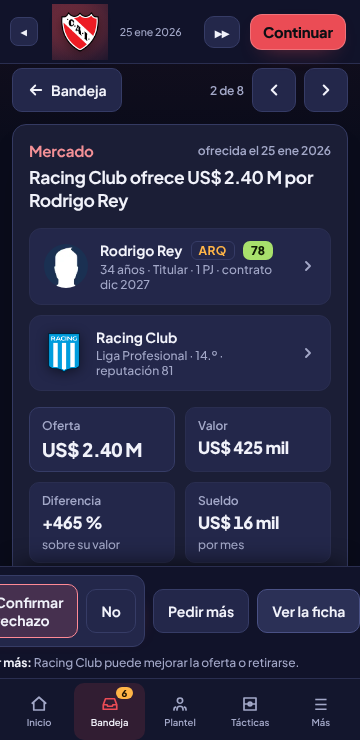 ◀
C.A.I.
25 ene 2026
▶▶
Continuar
← Bandeja
2 de 8
Mercado
ofrecida el 25 ene 2026
Racing Club ofrece US$ 2.40 M por
Rodrigo Rey
Rodrigo Rey ARQ 78
34 años · Titular · 1 PJ · contrato
dic 2027
RACING
Racing Club
Liga Profesional · 14.º ·
reputación 81
Oferta
US$ 2.40 M
Valor
US$ 425 mil
Diferencia
+465 %
sobre su valor
Sueldo
US$ 16 mil
por mes
Confirmar
rechazo
No
Pedir más
Ver la ficha
r más: Racing Club puede mejorar la oferta o retirarse.
6
Inicio
Bandeja
Plantel
Tácticas
Más